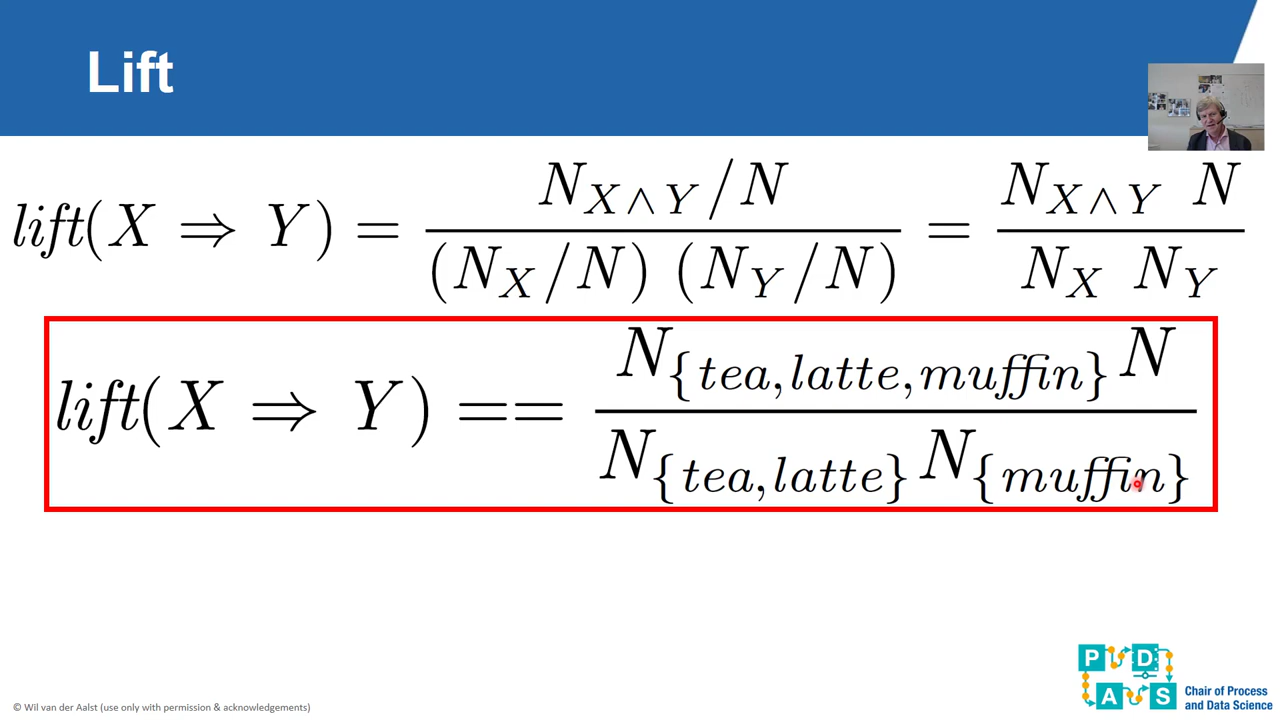 Lift
lift(X ⇒ Y) = N_{X∧Y}/N / (N_X/N) (N_Y/N) = N_{X∧Y} N / N_X N_Y
lift(X ⇒ Y) == N_{tea,latte,muffin} N / N_{tea,latte} N_{muffin}
P D
A S
Chair of Process
and Data Science
© Wil van der Aalst (use only with permission & acknowledgements)